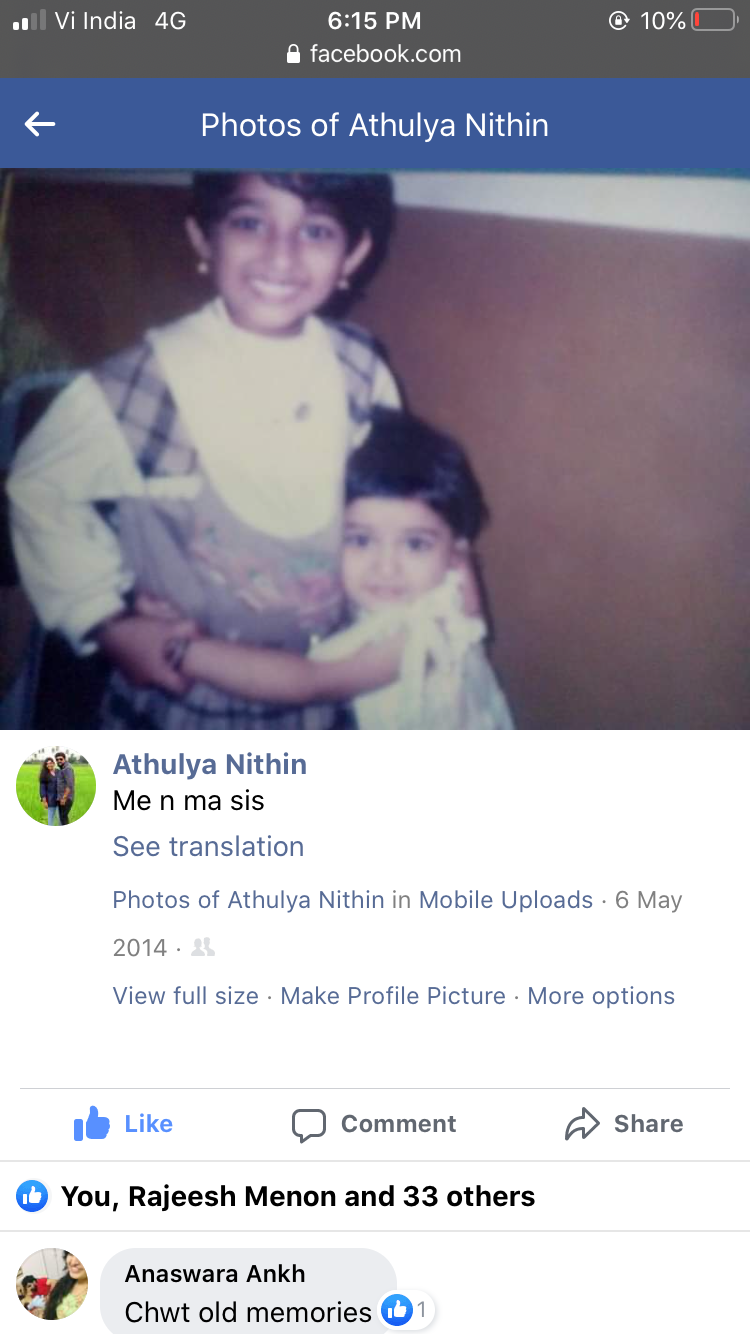 Vi India 4G 6:15 PM 10%
facebook.com
Photos of Athulya Nithin
Athulya Nithin
Me n ma sis
See translation
Photos of Athulya Nithin in Mobile Uploads · 6 May
2014 ·
View full size · Make Profile Picture · More options
Like Comment Share
You, Rajeesh Menon and 33 others
Anaswara Ankh
Chwt old memories 1